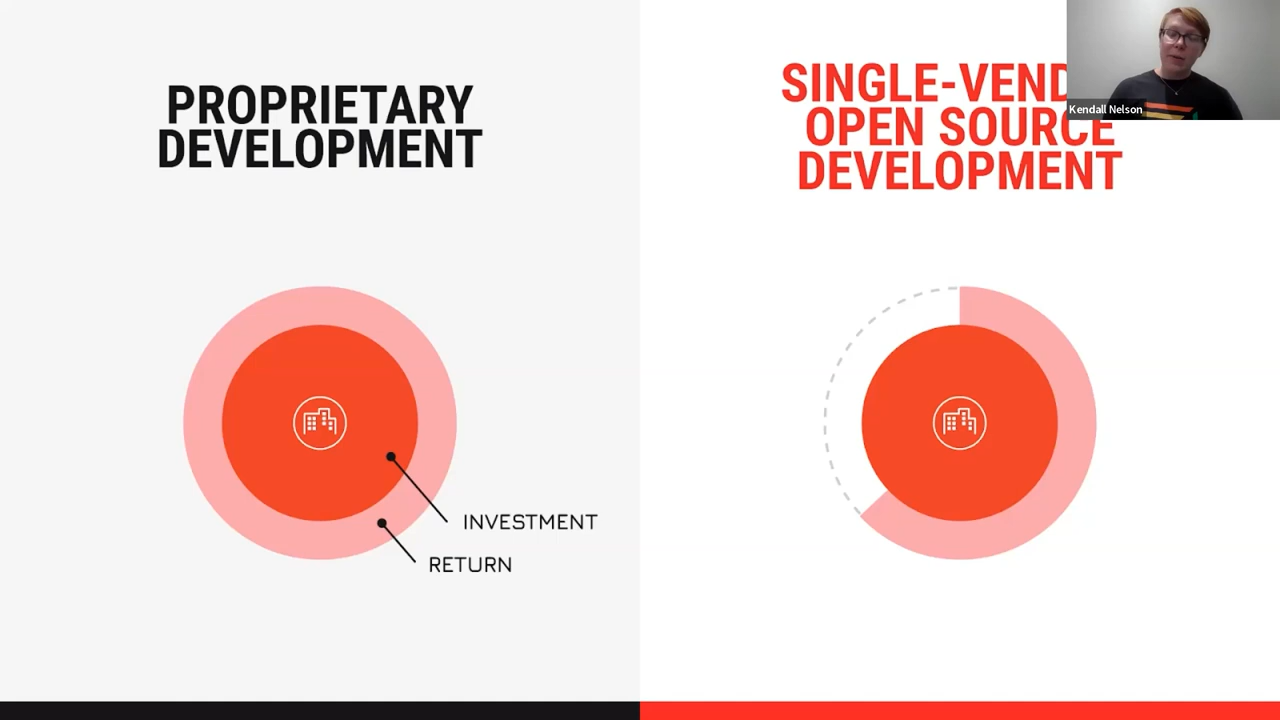 PROPRIETARY
DEVELOPMENT
SINGLE-VEND
OPEN SOURCE
DEVELOPMENT
Kendall Nelson
INVESTMENT
RETURN